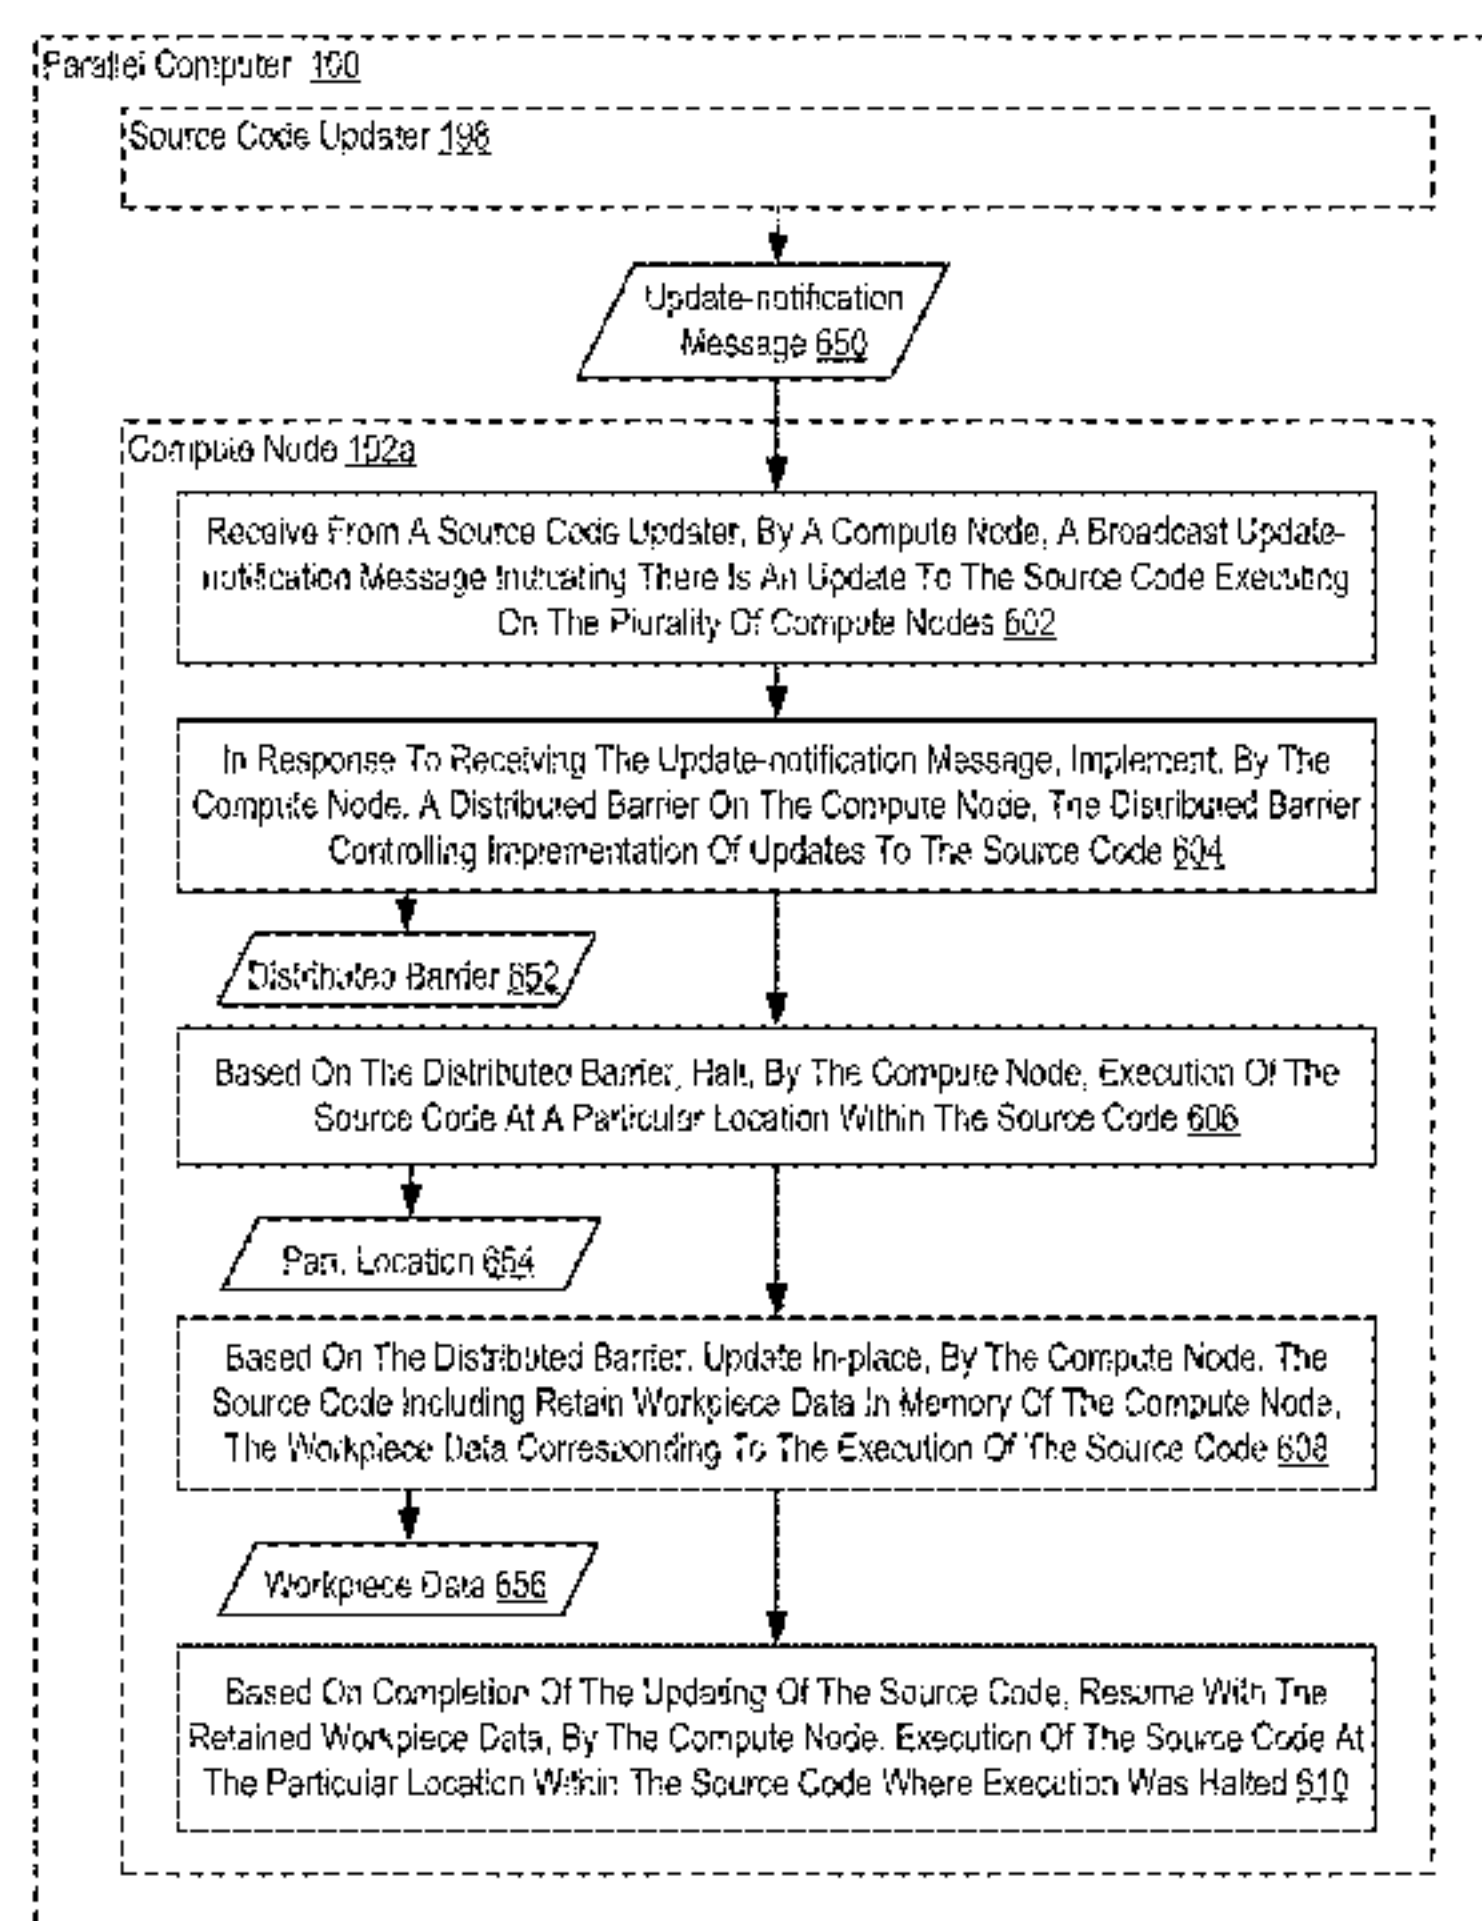 Parallel Computer 100
Source Code Updater 198
Update-notification
Message 650
Compute Node 102a
Receive From A Source Code Updater, By A Compute Node, A Broadcast Update-
notification Message Indicating There Is An Update To The Source Code Executing
On The Plurality Of Compute Nodes 602
In Response To Receiving The Update-notification Message, Implement, By The
Compute Node, A Distributed Barrier On The Compute Node, The Distributed Barrier
Controlling Implementation Of Updates To The Source Code 604
Distributed Barrier 652
Based On The Distributed Barrier, Halt, By The Compute Node, Execution Of The
Source Code At A Particular Location Within The Source Code 606
Part. Location 654
Based On The Distributed Barrier, Update In-place, By The Compute Node, The
Source Code Including Retain Workpiece Data In Memory Of The Compute Node,
The Workpiece Data Corresponding To The Execution Of The Source Code 608
Workpiece Data 656
Based On Completion Of The Updating Of The Source Code, Resume With The
Retained Workpiece Data, By The Compute Node, Execution Of The Source Code At
The Particular Location Within The Source Code Where Execution Was Halted 610